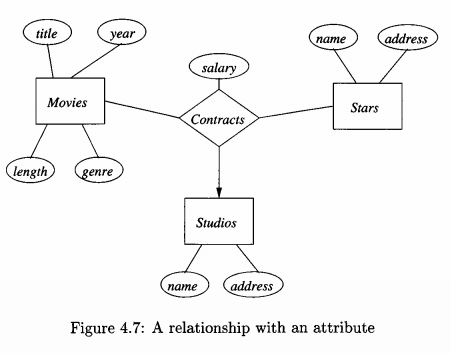 title
year
name
address
salary
Movies
Contracts
Stars
length
genre
Studios
name
address
Figure 4.7: A relationship with an attribute